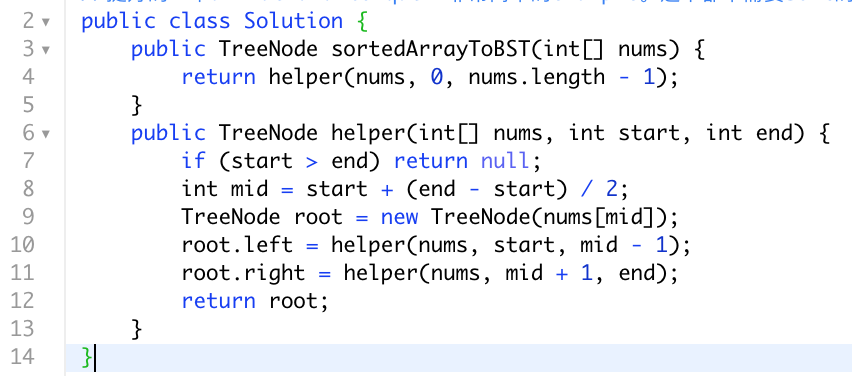 2 public class Solution {
3 public TreeNode sortedArrayToBST(int[] nums) {
4 return helper(nums, 0, nums.length - 1);
5 }
6 public TreeNode helper(int[] nums, int start, int end) {
7 if (start > end) return null;
8 int mid = start + (end - start) / 2;
9 TreeNode root = new TreeNode(nums[mid]);
10 root.left = helper(nums, start, mid - 1);
11 root.right = helper(nums, mid + 1, end);
12 return root;
13 }
14 }